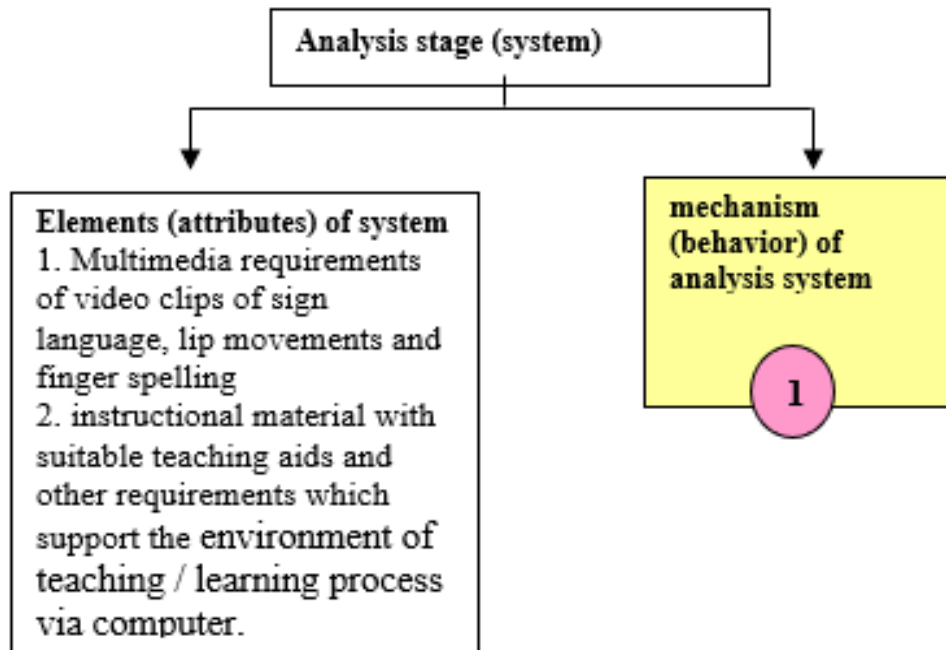 Analysis stage (system)
Elements (attributes) of system
1. Multimedia requirements
of video clips of sign
language, lip movements and
finger spelling
2. instructional material with
suitable teaching aids and
other requirements which
support the environment of
teaching / learning process
via computer.
mechanism
(behavior) of
analysis system
1